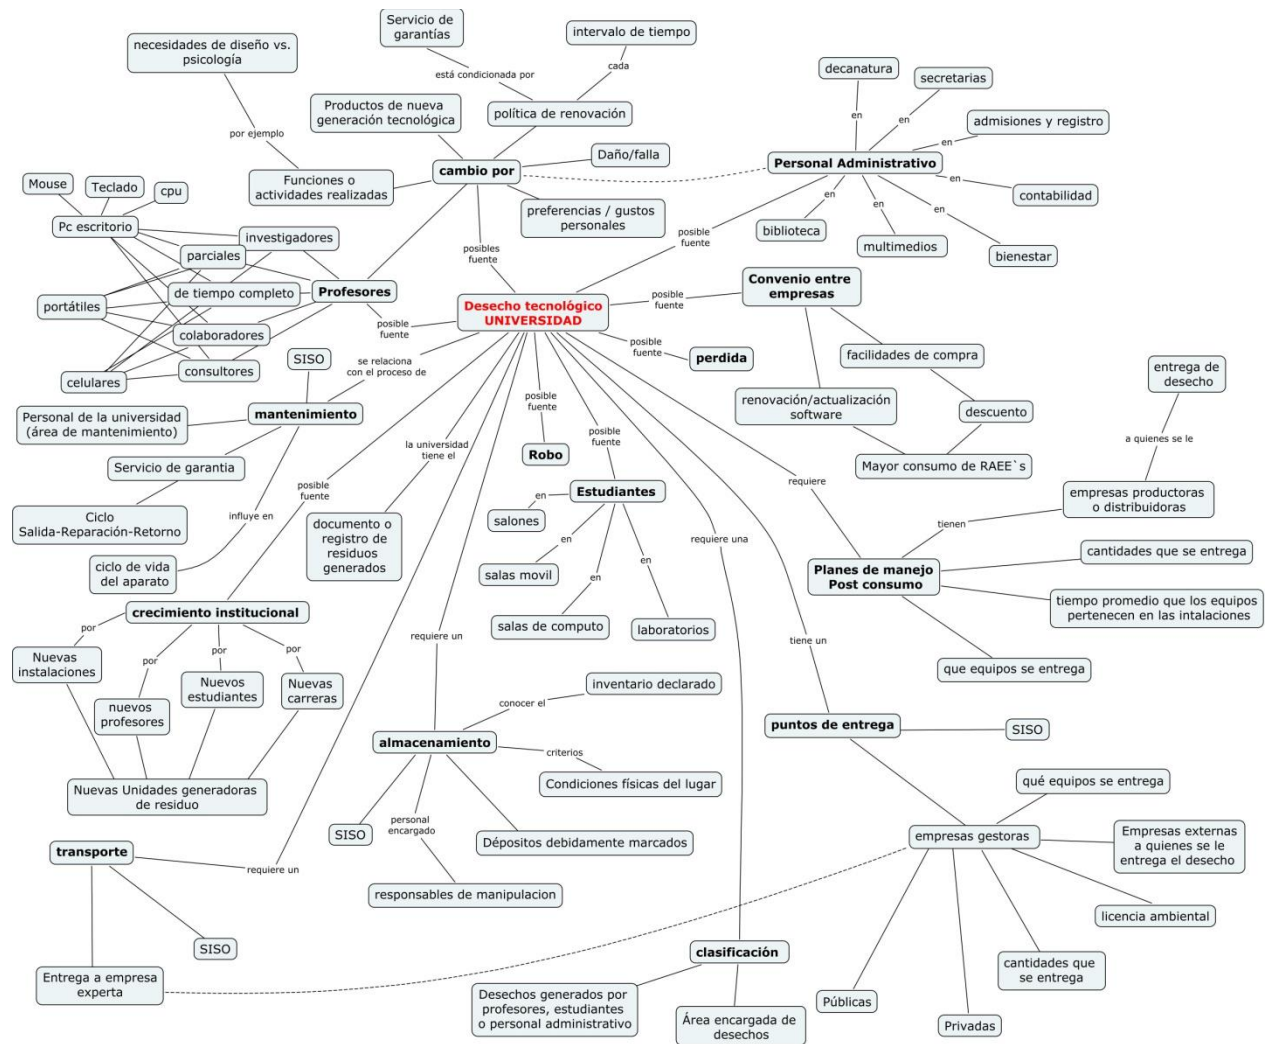 Servicio de
garantías
intervalo de tiempo
necesidades de diseño vs.
psicología
está condicionada por
cada
decanatura
secretarias
Productos de nueva
generación tecnológica
política de renovación
en
en
admisiones y registro
por ejemplo
en
Daño/falla
Personal Administrativo
cambio por
Funciones o
actividades realizadas
en
contabilidad
Mouse
Teclado
cpu
preferencias / gustos
personales
en
en
en
biblioteca
multimedios
bienestar
Pc escritorio
investigadores
parciales
posibles
fuente
posible
fuente
Convenio entre
empresas
portátiles
de tiempo completo
Profesores
Desecho tecnológico
UNIVERSIDAD
posible
fuente
posible
fuente
colaboradores
SISO
se relaciona
con el proceso de
posible
fuente
perdida
facilidades de compra
celulares
consultores
entrega de
desecho
Personal de la universidad
(área de mantenimiento)
mantenimiento
posible
fuente
renovación/actualización
software
descuento
la universidad
tiene el
posible
fuente
a quienes se le
Servicio de garantia
Robo
Mayor consumo de RAEE`s
posible
fuente
requiere
Estudiantes
empresas productoras
o distribuidoras
Ciclo
Salida-Reparación-Retorno
influye en
documento o
registro de
residuos
generados
en
salones
tienen
requiere una
en
en
en
ciclo de vida
del aparato
salas movil
Planes de manejo
Post consumo
cantidades que se entrega
tiempo promedio que los equipos
pertenecen en las intalaciones
crecimiento institucional
salas de computo
laboratorios
por
por
por
por
requiere un
tiene un
que equipos se entrega
Nuevas
instalaciones
nuevos
profesores
Nuevos
estudiantes
Nuevas
carreras
inventario declarado
conocer el
puntos de entrega
SISO
almacenamiento
criterios
Condiciones físicas del lugar
Nuevas Unidades generadoras
de residuo
qué equipos se entrega
personal
encargado
SISO
Dépositos debidamente marcados
empresas gestoras
Empresas externas
a quienes se le
entrega el desecho
transporte
requiere un
responsables de manipulacion
licencia ambiental
SISO
clasificación
Entrega a empresa
experta
cantidades que
se entrega
Desechos generados por
profesores, estudiantes
o personal administrativo
Área encargada de
desechos
Públicas
Privadas